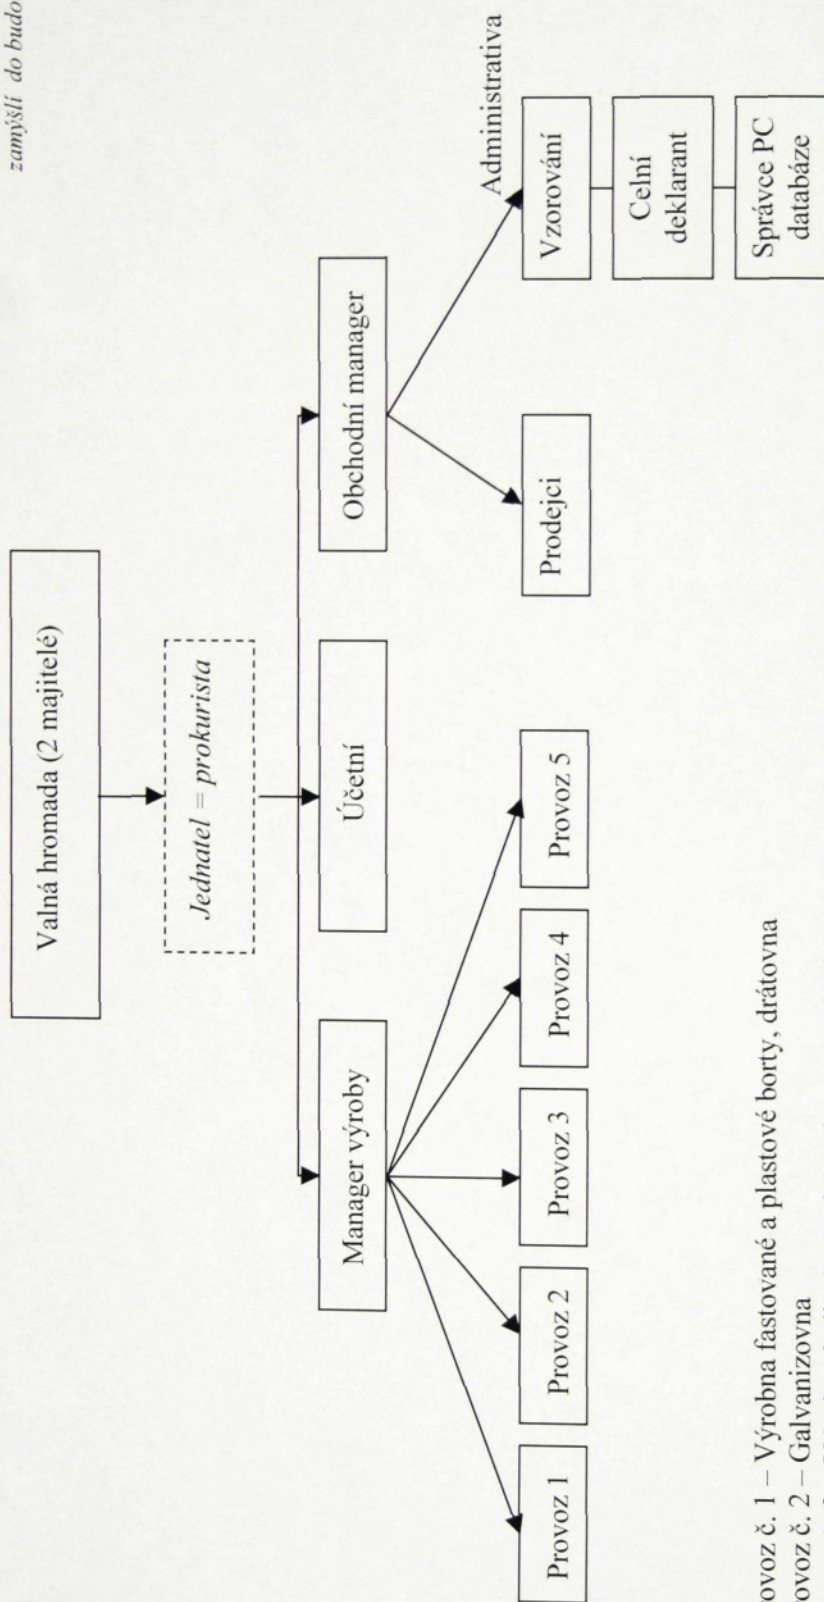 zamýšlí do budo
Valná hromada (2 majitelé)
Jednatel = prokurista
Manager výroby
Účetní
Obchodní manager
Administrativa
Provoz 1
Provoz 2
Provoz 3
Provoz 4
Provoz 5
Prodejci
Vzorování
Celní
deklarant
Správce PC
databáze
rovoz č. 1 – Výrobna fastované a plastové borty, drátovna
rovoz č. 2 – Galvanizovna